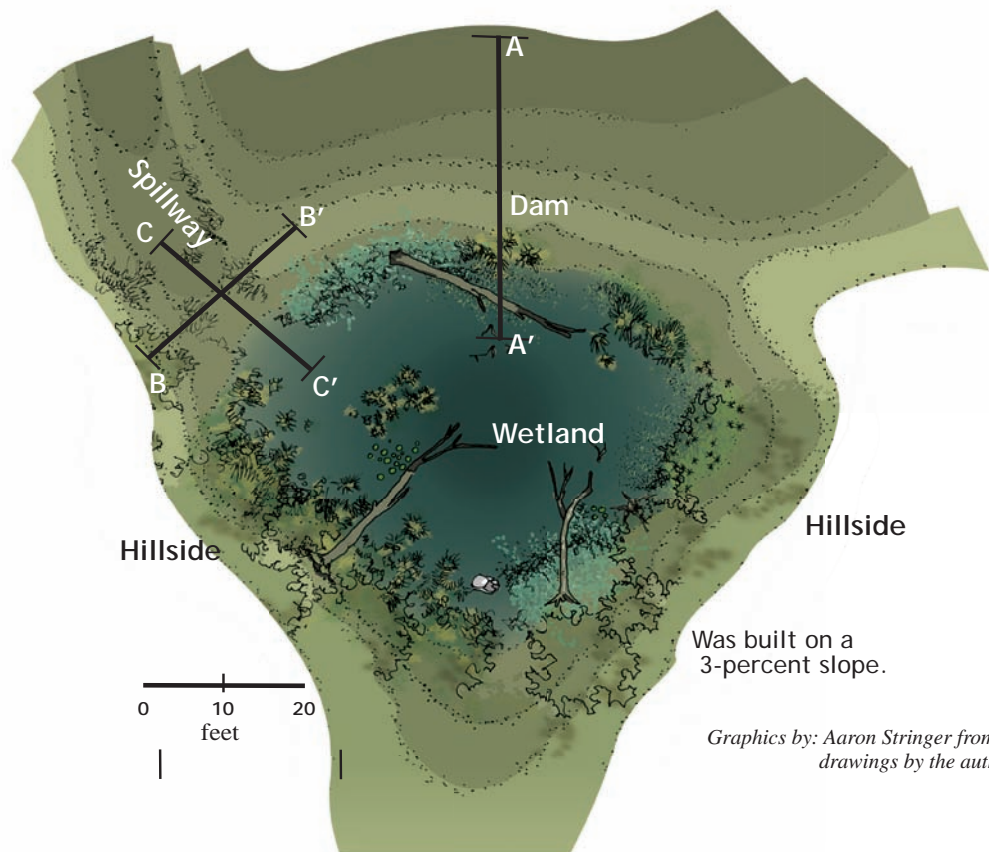 A
Spillway
B'
Dam
C
A'
B
C'
Wetland
Hillside
Hillside
Was built on a
3-percent slope.
0 10 20
feet
Graphics by: Aaron Stringer from
drawings by the